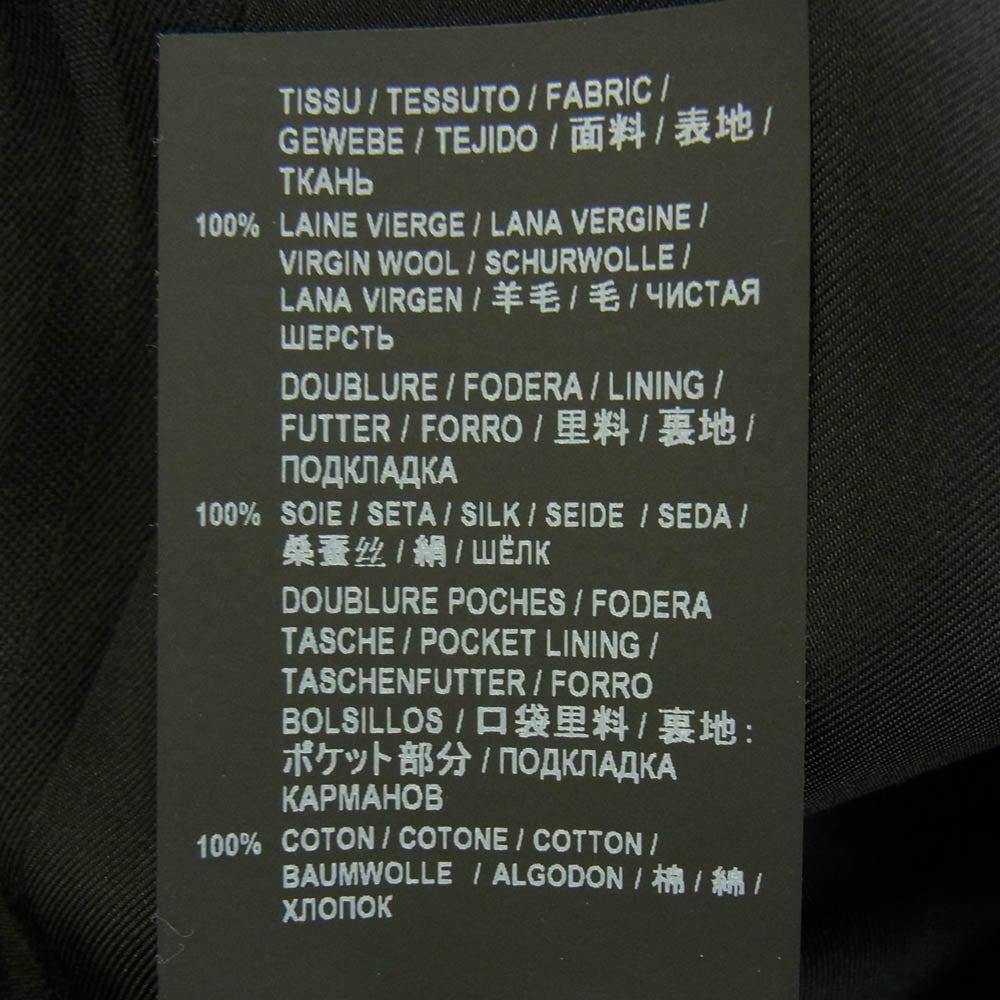 TISSU / TESSUTO / FABRIC /
GEWEBE / TEJIDO / 面料 / 表地 /
ТКАНЬ
100% LAINE VIERGE / LANA VERGINE /
VIRGIN WOOL / SCHURWOLLE /
LANA VIRGEN / 羊毛 / 毛 / ЧИСТАЯ
ШЕРСТЬ
DOUBLURE / FODERA / LINING /
FUTTER / FORRO / 里料 / 裏地 /
ПОДКЛАДКА
100% SOIE / SETA / SILK / SEIDE / SEDA /
桑蚕丝 / 絹 / ШЁЛК
DOUBLURE POCHES / FODERA
TASCHE / POCKET LINING /
TASCHENFUTTER / FORRO
BOLSILLOS / 口袋里料 / 裏地:
ポケット部分 / ПОДКЛАДКА
КАРМАНОВ
100% COTON / COTONE / COTTON /
BAUMWOLLE / ALGODON / 棉 / 綿 /
ХЛОПОК